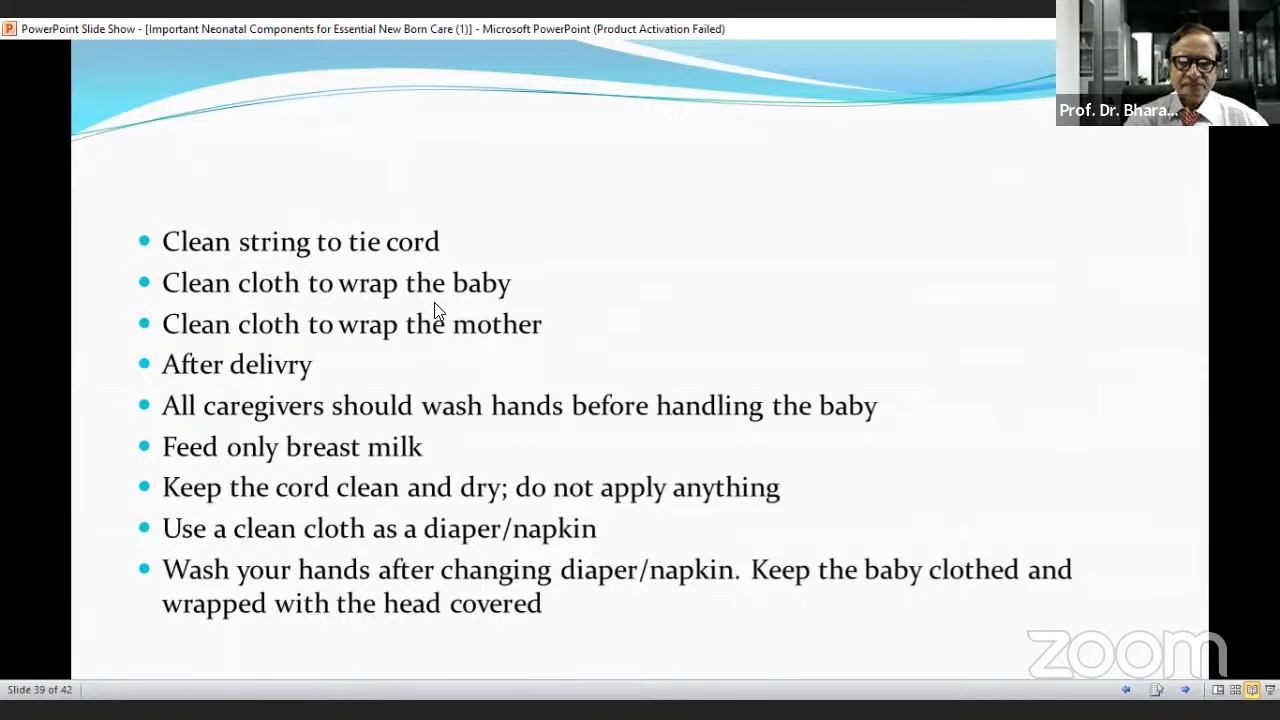 PowerPoint Slide Show - [Important Neonatal Components for Essential New Born Care (1)] - Microsoft PowerPoint (Product Activation Failed)
Prof. Dr. Bhara...
Clean string to tie cord
Clean cloth to wrap the baby
Clean cloth to wrap the mother
After delivry
All caregivers should wash hands before handling the baby
Feed only breast milk
Keep the cord clean and dry; do not apply anything
Use a clean cloth as a diaper/napkin
Wash your hands after changing diaper/napkin. Keep the baby clothed and
wrapped with the head covered
zoom
Slide 39 of 42